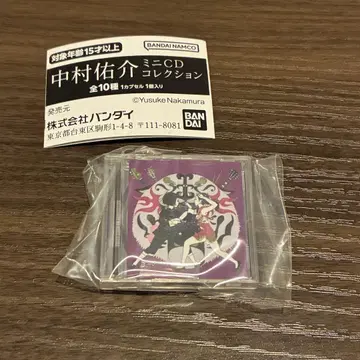 対象年齢15才以上
BANDAI NAMCO
中村佑介 ミニCD
コレクション
全10種 1カプセル 1個入り
©Yusuke Nakamura
発売元
株式会社バンダイ
東京都台東区駒形1-4-8 〒111-8081
BAN
DAI